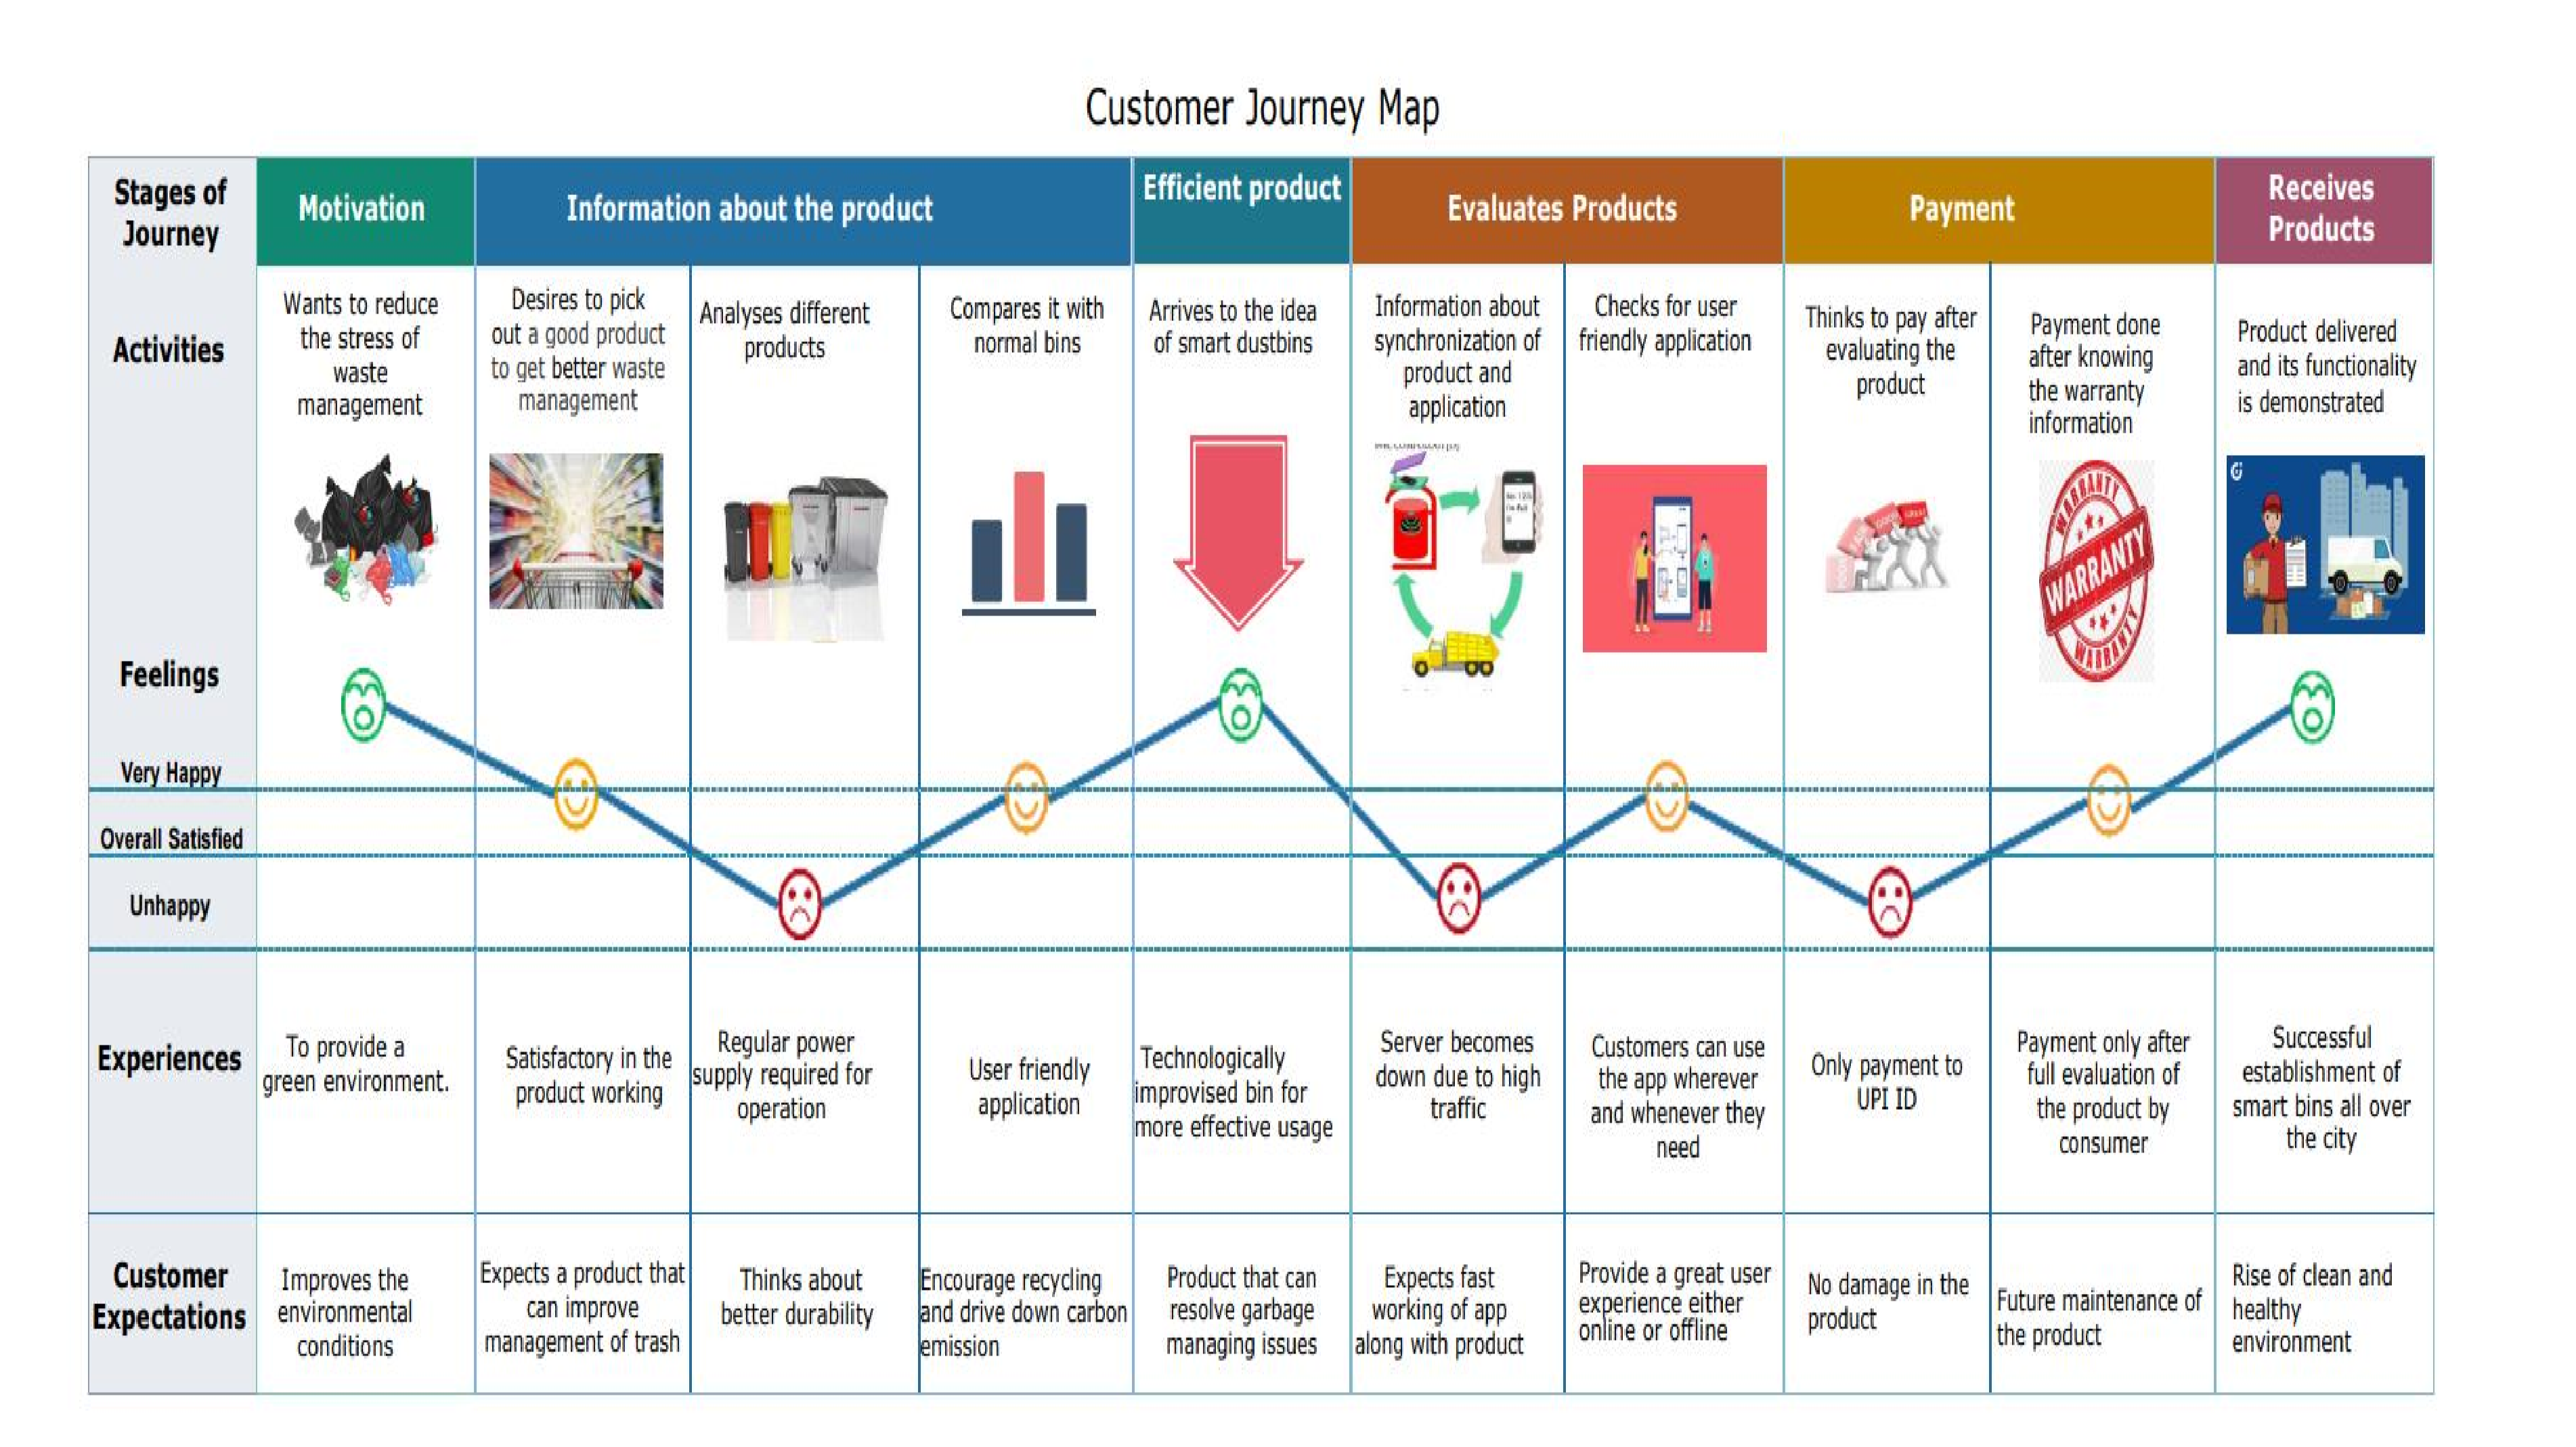 Customer Journey Map
Stages of
Journey
Motivation
Information about the product
Efficient product
Evaluates Products
Payment
Receives
Products
Activities
Wants to reduce
the stress of
waste
management
Desires to pick
out a good product
to get better waste
management
Analyses different
products
Compares it with
normal bins
Arrives to the idea
of smart dustbins
Information about
synchronization of
product and
application
Checks for user
friendly application
Thinks to pay after
evaluating the
product
Payment done
after knowing
the warranty
information
Product delivered
and its functionality
is demonstrated
WARRANTY
WARRANTY
WARRANTY
Feelings
Very Happy
Overall Satisfied
Unhappy
Experiences
To provide a
green environment.
Satisfactory in the
product working
Regular power
supply required for
operation
User friendly
application
Technologically
improvised bin for
more effective usage
Server becomes
down due to high
traffic
Customers can use
the app wherever
and whenever they
need
Only payment to
UPI ID
Payment only after
full evaluation of
the product by
consumer
Successful
establishment of
smart bins all over
the city
Customer
Expectations
Improves the
environmental
conditions
Expects a product that
can improve
management of trash
Thinks about
better durability
Encourage recycling
and drive down carbon
emission
Product that can
resolve garbage
managing issues
Expects fast
working of app
along with product
Provide a great user
experience either
online or offline
No damage in the
product
Future maintenance of
the product
Rise of clean and
healthy
environment